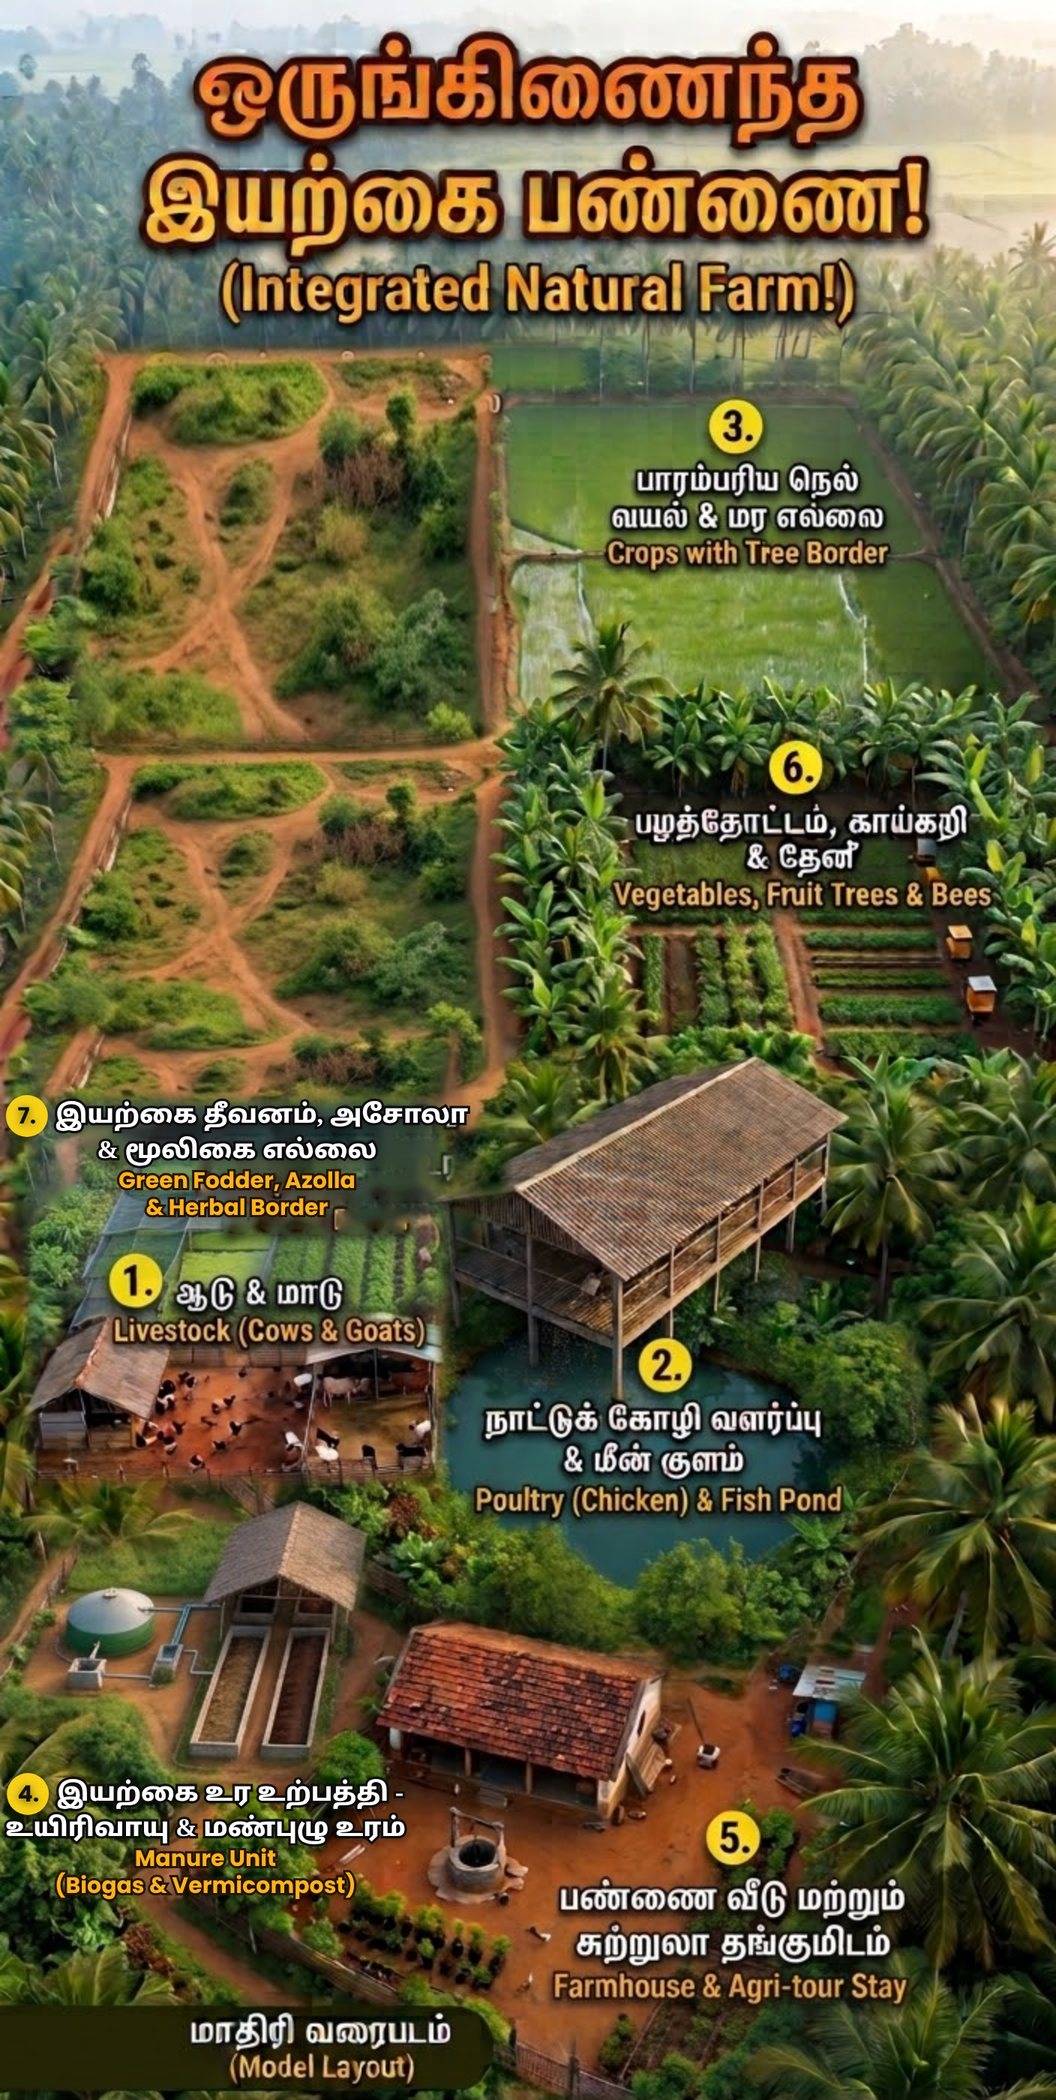 ஒருங்கிணைந்த
இயற்கை பண்ணை!
(Integrated Natural Farm!)
3.
பாரம்பரிய நெல்
வயல் & மர எல்லை
Crops with Tree Border
6.
பழத்தோட்டம், காய்கறி
& தேனீ
Vegetables, Fruit Trees & Bees
7. இயற்கை தீவனம், அசோலா
& மூலிகை எல்லை
Green Fodder, Azolla
& Herbal Border
1. ஆடு & மாடு
Livestock (Cows & Goats)
2.
நாட்டுக் கோழி வளர்ப்பு
& மீன் குளம்
Poultry (Chicken) & Fish Pond
4. இயற்கை உர உற்பத்தி -
உயிரிவாயு & மண்புழு உரம்
Manure Unit
(Biogas & Vermicompost)
5.
பண்ணை வீடு மற்றும்
சுற்றுலா தங்குமிடம்
Farmhouse & Agri-tour Stay
மாதிரி வரைபடம்
(Model Layout)